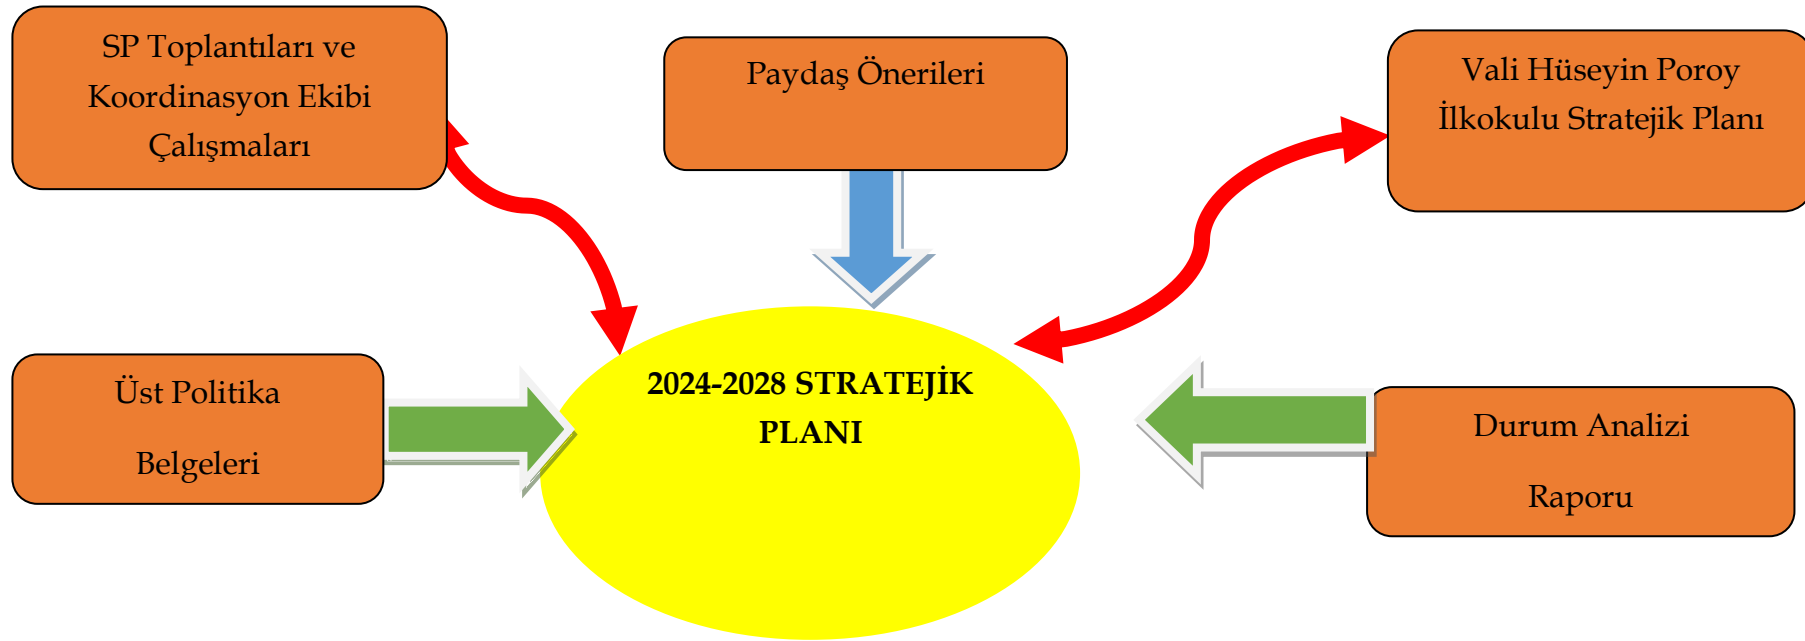 SP Toplantıları ve
Koordinasyon Ekibi
Çalışmaları
Paydaş Önerileri
Vali Hüseyin Poroy
İlkokulu Stratejik Planı
Üst Politika
Belgeleri
2024-2028 STRATEJİK
PLANI
Durum Analizi
Raporu